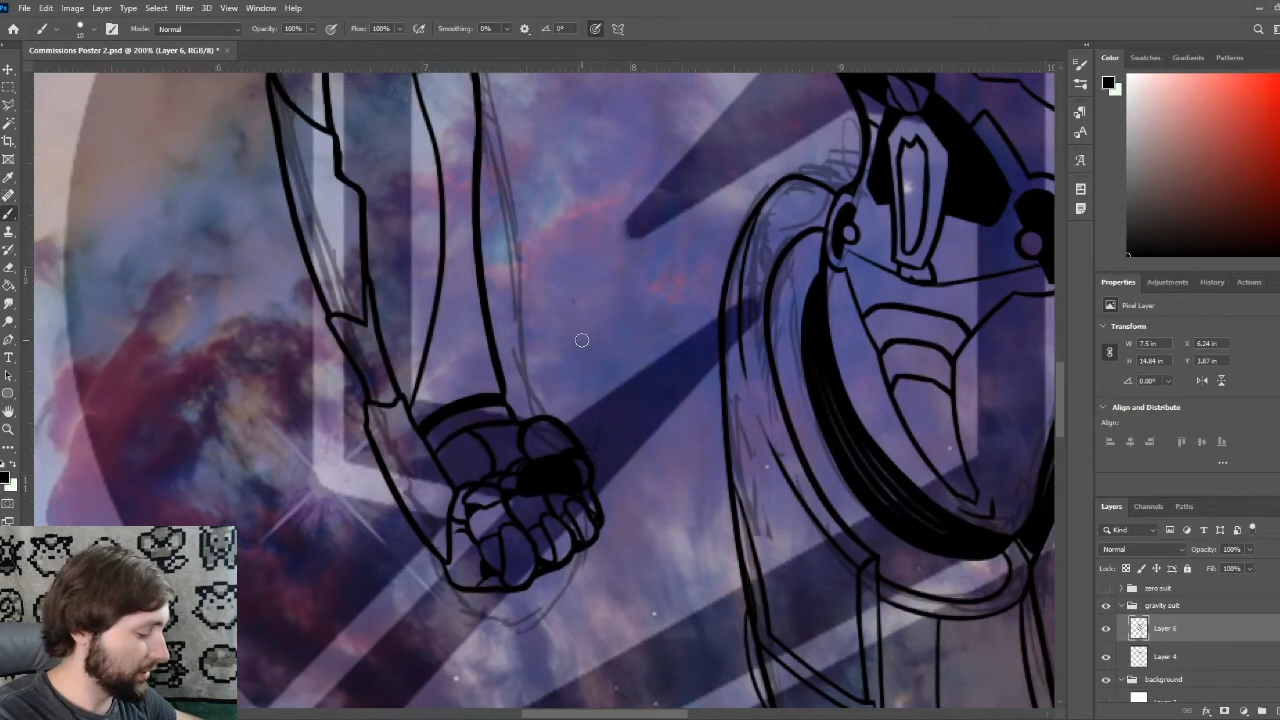 File Edit Image Layer Type Select Filter 3D View Window Help
10 Mode: Normal Opacity: 100% Flow: 100% Smoothing: 0% 0°
Commissions Poster 2.psd @ 200% (Layer 6, RGB/8) * ×
6 7 8 9 10
Color Swatches Gradients Patterns
Properties Adjustments History Actions
Pixel Layer
Transform
W: 7.5 in X: 6.24 in
H: 14.84 in Y: 3.87 in
0.00°
Align and Distribute
Align:
Layers Channels Paths
Kind
Normal Opacity: 100%
Lock: Fill: 100%
zero suit
gravity suit
Layer 6
Layer 4
background
fx